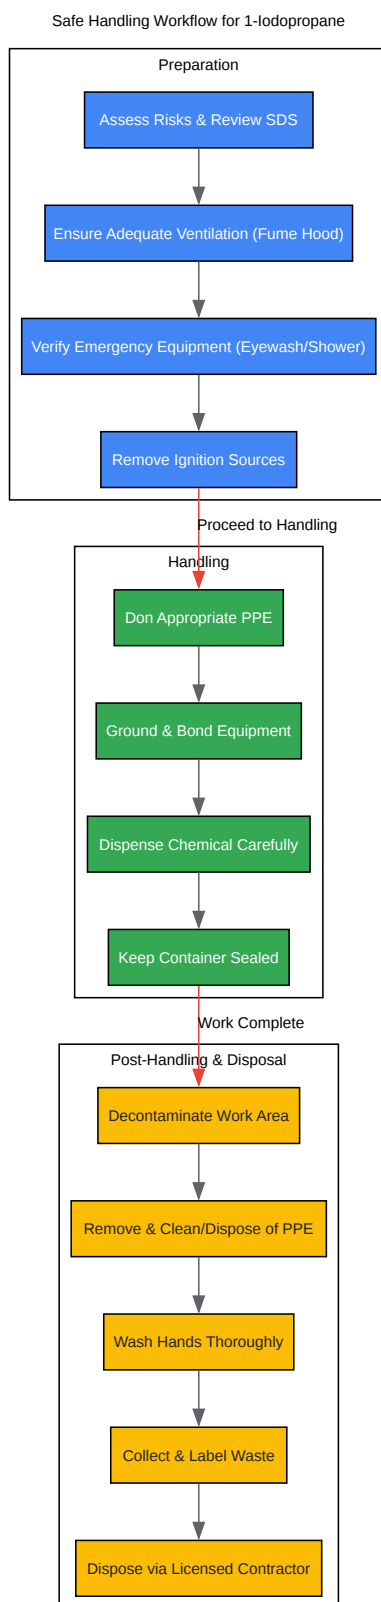 Safe Handling Workflow for 1-Iodopropane
Preparation
Assess Risks & Review SDS
Ensure Adequate Ventilation (Fume Hood)
Verify Emergency Equipment (Eyewash/Shower)
Remove Ignition Sources
Proceed to Handling
Handling
Don Appropriate PPE
Ground & Bond Equipment
Dispense Chemical Carefully
Keep Container Sealed
Work Complete
Post-Handling & Disposal
Decontaminate Work Area
Remove & Clean/Dispose of PPE
Wash Hands Thoroughly
Collect & Label Waste
Dispose via Licensed Contractor